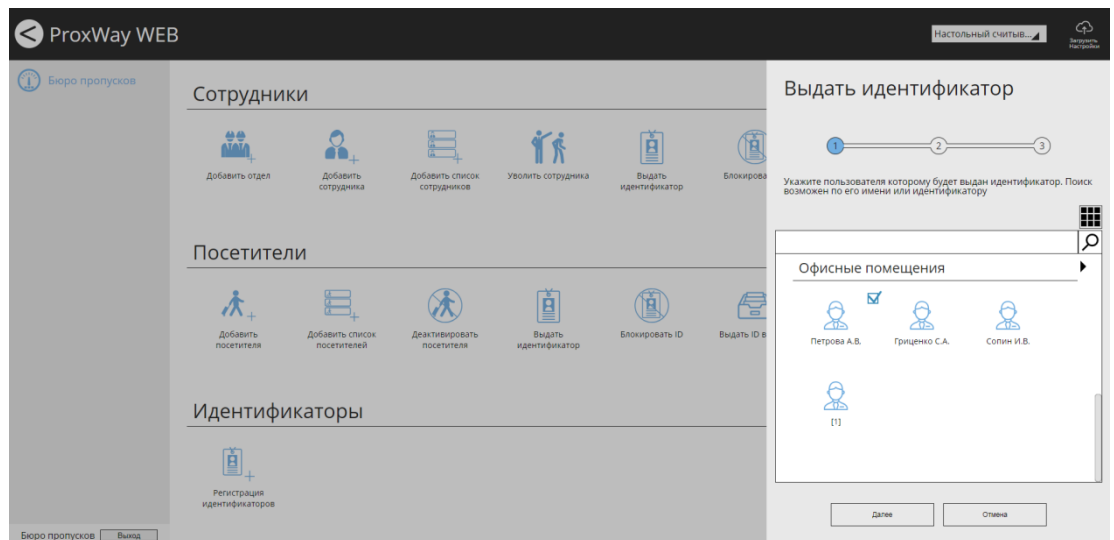 ProxWay WEB
Настольный считыв...
Загрузить
Настройки
Бюро пропусков
Сотрудники
Добавить отдел
Добавить
сотрудника
Добавить список
сотрудников
Уволить сотрудника
Выдать
идентификатор
Блокирова
Посетители
Добавить
посетителя
Добавить список
посетителей
Деактивировать
посетителя
Выдать
идентификатор
Блокировать ID
Выдать ID в
Идентификаторы
Регистрация
идентификаторов
Бюро пропусков
Выход
Выдать идентификатор
1
2
3
Укажите пользователя которому будет выдан идентификатор. Поиск
возможен по его имени или идентификатору
Офисные помещения
Петрова А.В.
Гриценко С.А.
Сопин И.В.
[1]
Далее
Отмена